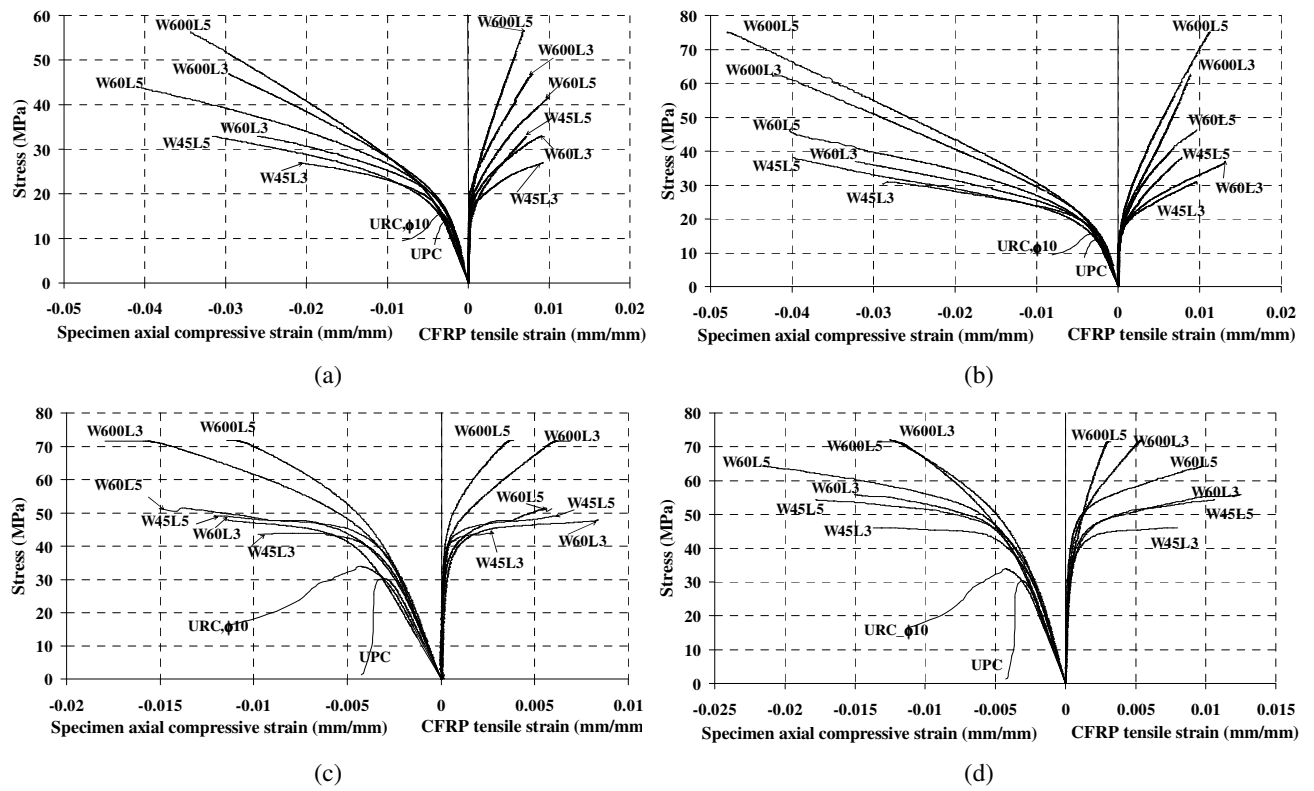 60
50
40
30
20
10
0
Stress (MPa)
W600L5
W600L3
W60L5
W60L3
W45L5
W45L3
URC,ϕ10
UPC
W600L5
W600L3
W60L5
W45L5
W60L3
W45L3
-0.05 -0.04 -0.03 -0.02 -0.01 0 0.01 0.02
Specimen axial compressive strain (mm/mm) CFRP tensile strain (mm/mm)
(a)
80
70
60
50
40
30
20
10
0
Stress (MPa)
W600L5
W600L3
W60L5
W60L3
W45L5
W45L3
URC,ϕ10
UPC
W600L5
W600L3
W60L5
W45L5
W60L3
W45L3
-0.05 -0.04 -0.03 -0.02 -0.01 0 0.01 0.02
Specimen axial compressive strain (mm/mm) CFRP tensile strain (mm/mm)
(b)
80
70
60
50
40
30
20
10
0
Stress (MPa)
W600L3
W600L5
W60L5
W45L5
W60L3
W45L3
URC,ϕ10
UPC
W600L5
W600L3
W60L5
W45L5
W60L3
W45L3
-0.02 -0.015 -0.01 -0.005 0 0.005 0.01
Specimen axial compressive strain (mm/mm) CFRP tensile strain (mm/mm)
(c)
80
70
60
50
40
30
20
10
0
Stress (MPa)
W600L3
W600L5
W60L5
W60L3
W45L5
W45L3
URC_ϕ10
UPC
W600L5
W600L3
W60L5
W60L3
W45L5
W45L3
-0.025 -0.02 -0.015 -0.01 -0.005 0 0.005 0.01 0.015
Specimen axial compressive strain (mm/mm) CFRP tensile strain (mm/mm)
(d)